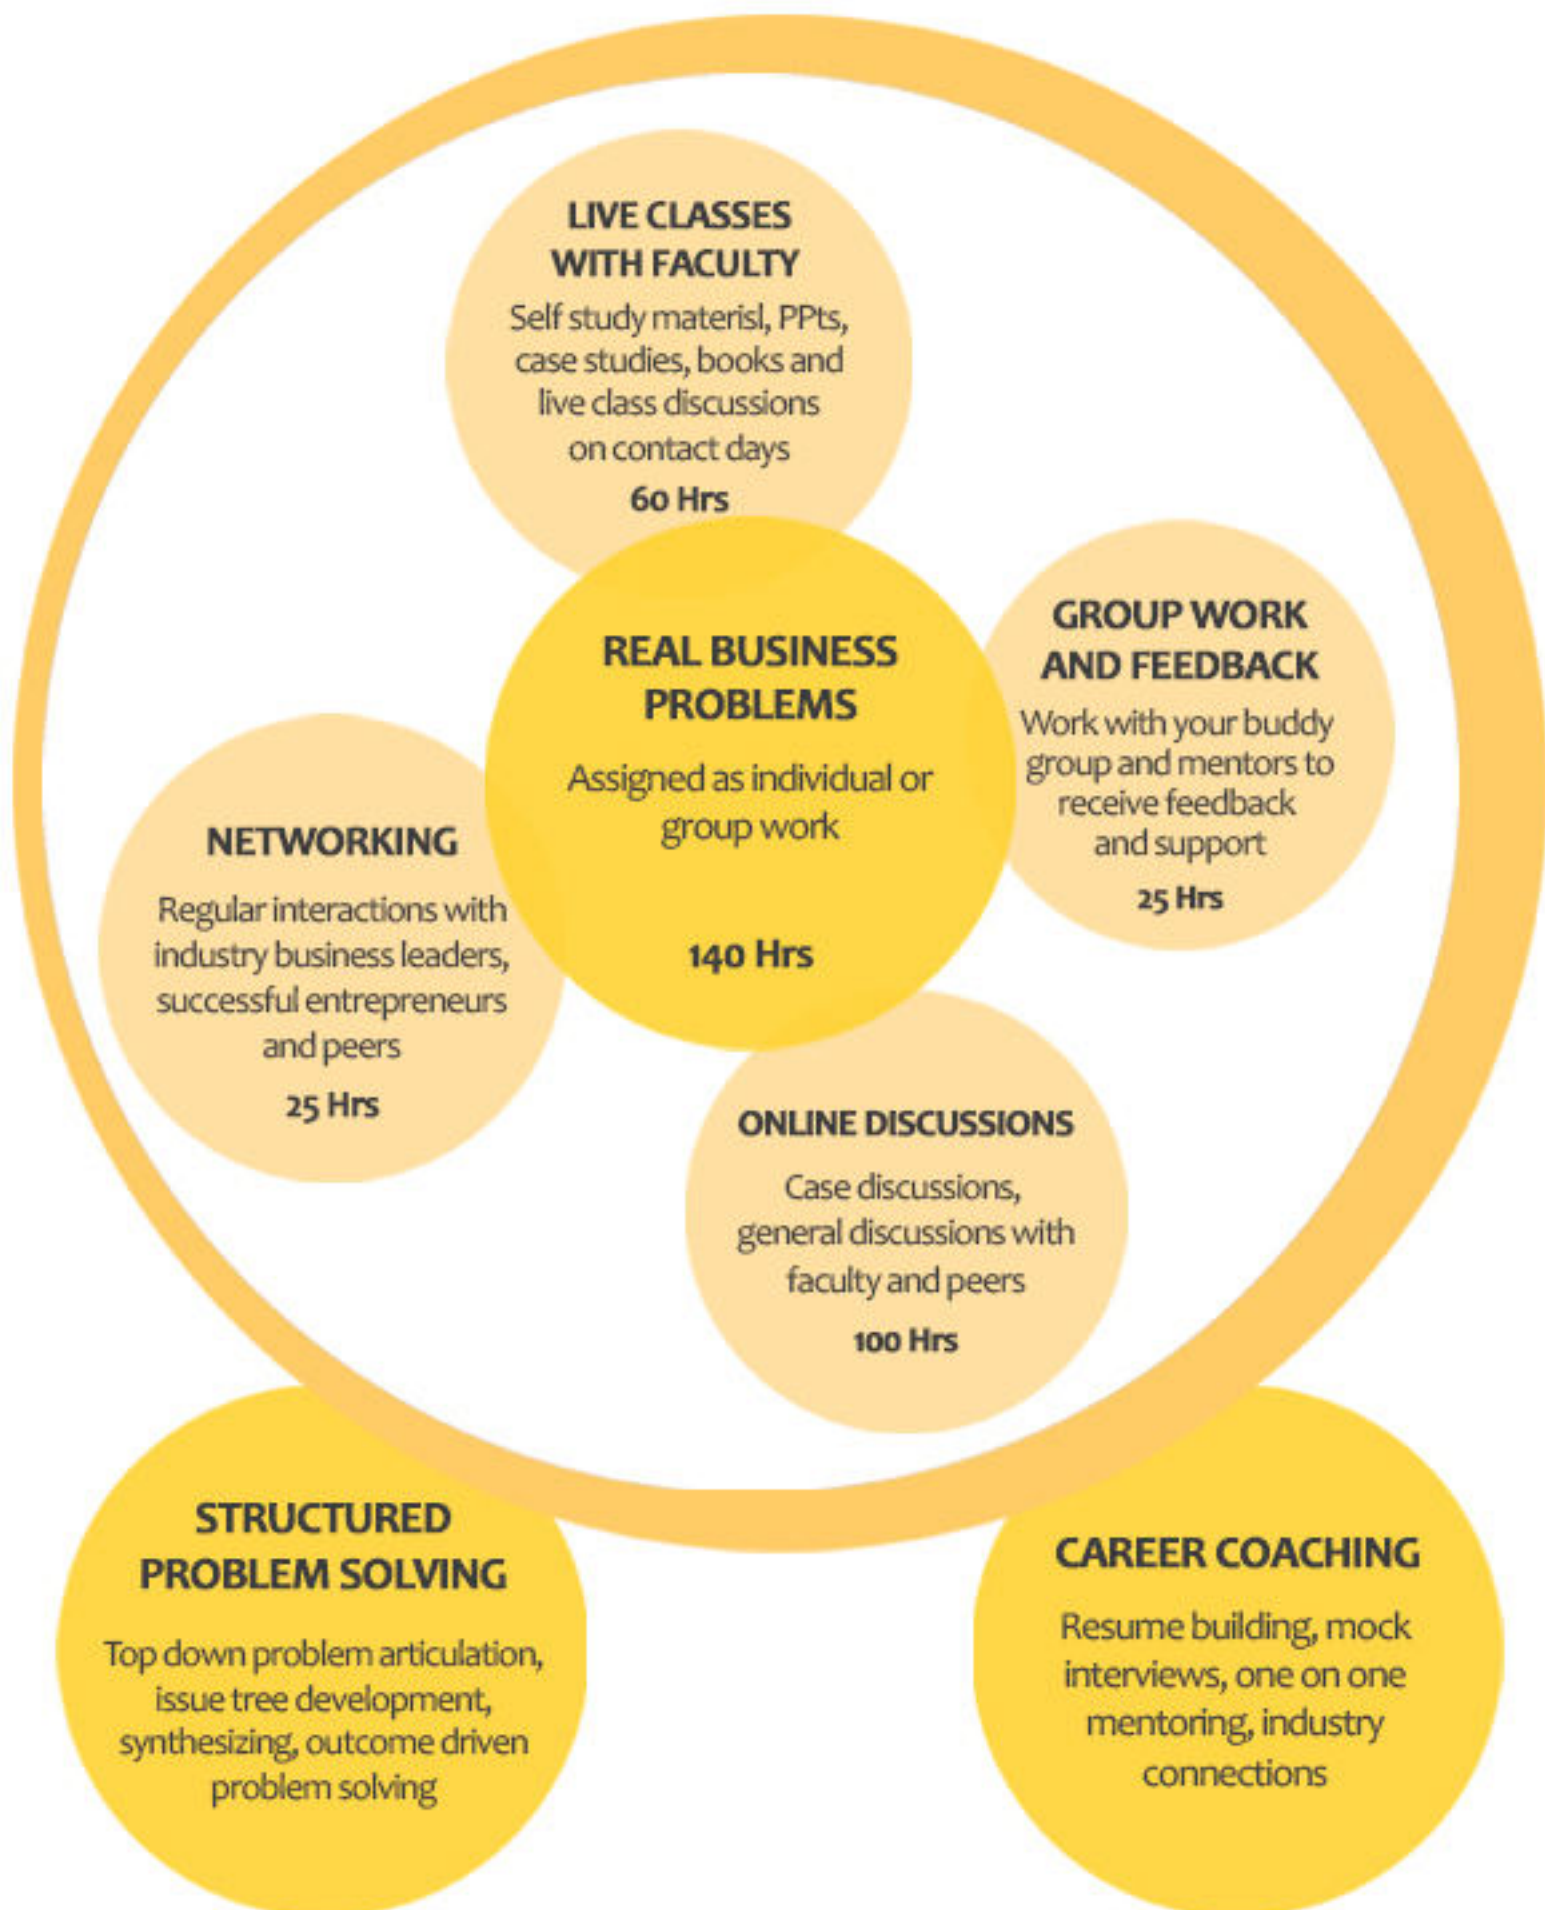 LIVE CLASSES
WITH FACULTY
Self study materisl, PPts,
case studies, books and
live class discussions
on contact days
60 Hrs
REAL BUSINESS
PROBLEMS
Assigned as individual or
group work
140 Hrs
GROUP WORK
AND FEEDBACK
Work with your buddy
group and mentors to
receive feedback
and support
25 Hrs
NETWORKING
Regular interactions with
industry business leaders,
successful entrepreneurs
and peers
25 Hrs
ONLINE DISCUSSIONS
Case discussions,
general discussions with
faculty and peers
100 Hrs
STRUCTURED
PROBLEM SOLVING
Top down problem articulation,
issue tree development,
synthesizing, outcome driven
problem solving
CAREER COACHING
Resume building, mock
interviews, one on one
mentoring, industry
connections